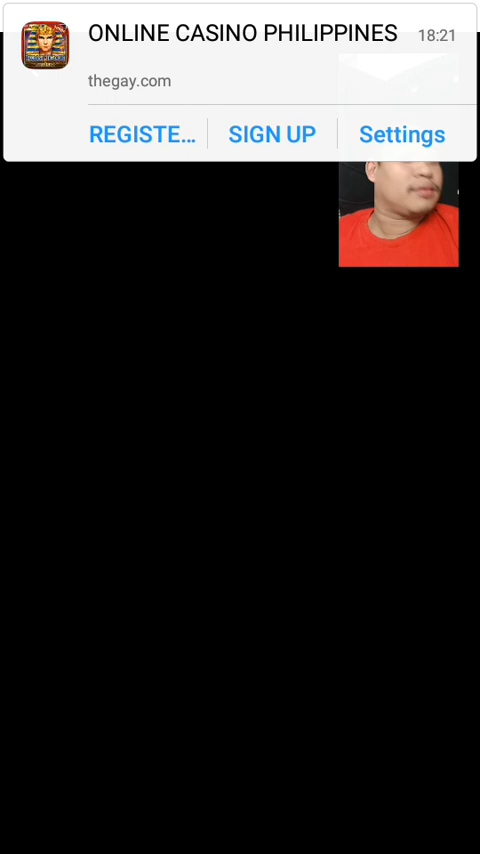 ONLINE CASINO PHILIPPINES 18:21
thegay.com
REGISTE... SIGN UP Settings